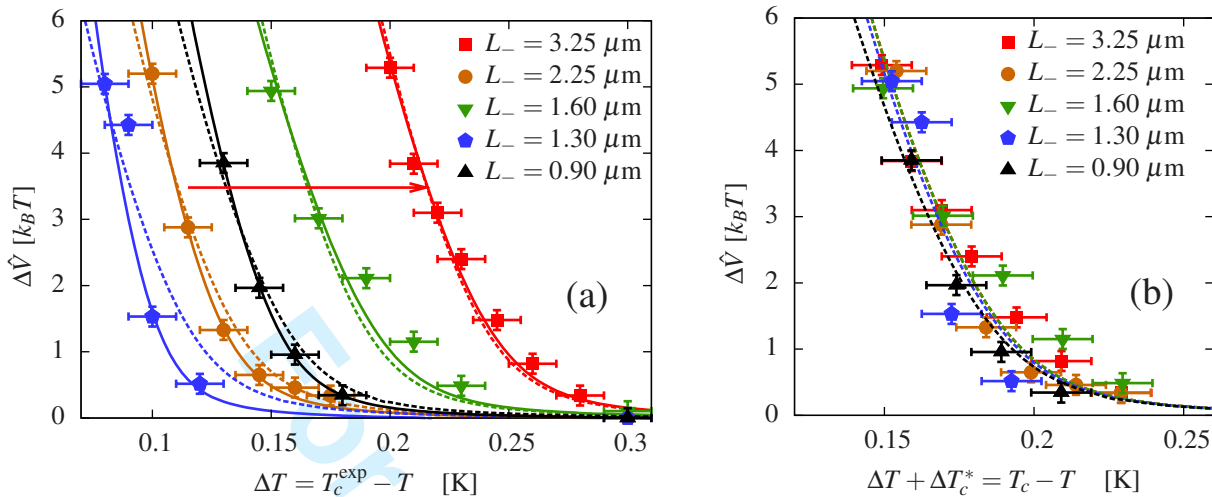 6
5
4
3
2
1
0
ΔV̂ [k_BT]
L_− = 3.25 μm
L_− = 2.25 μm
L_− = 1.60 μm
L_− = 1.30 μm
L_− = 0.90 μm
(a)
For
0.1 0.15 0.2 0.25 0.3
ΔT = T_c^exp − T [K]
6
5
4
3
2
1
0
ΔV̂ [k_BT]
L_− = 3.25 μm
L_− = 2.25 μm
L_− = 1.60 μm
L_− = 1.30 μm
L_− = 0.90 μm
(b)
0.15 0.2 0.25
ΔT + ΔT_c^* = T_c − T [K]